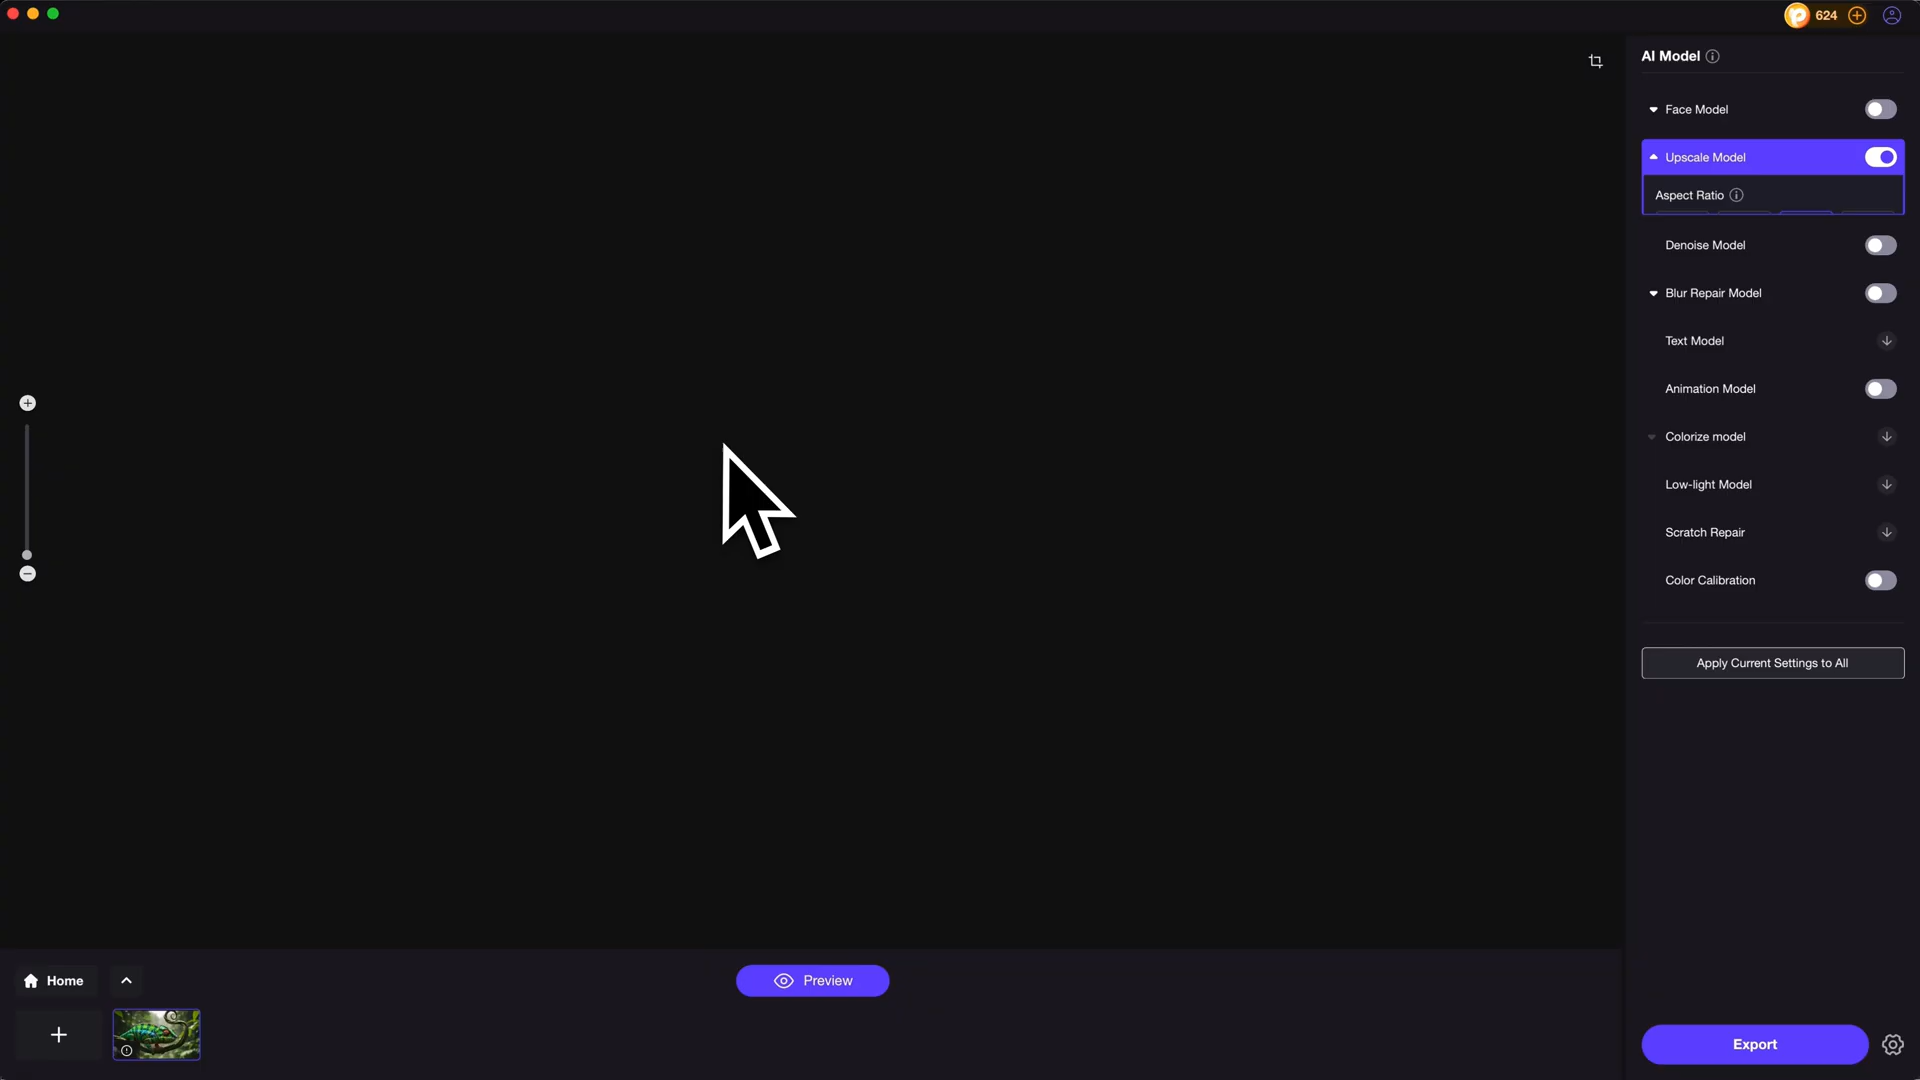 624
AI Model
Face Model
Upscale Model
Aspect Ratio
Denoise Model
Blur Repair Model
Text Model
Animation Model
Colorize model
Low-light Model
Scratch Repair
Color Calibration
Apply Current Settings to All
Home
Preview
Export